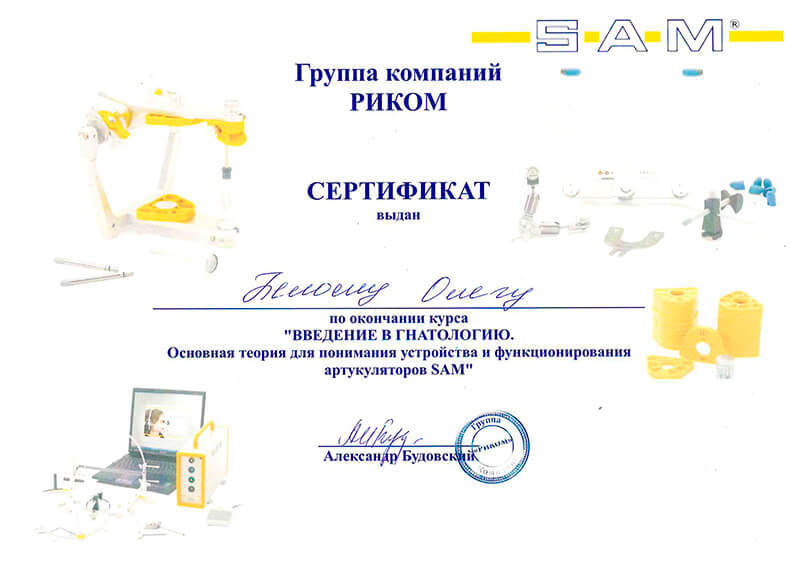 SAM®
Группа компаний
РИКОМ
СЕРТИФИКАТ
выдан
Белому Олегу
по окончании курса
"ВВЕДЕНИЕ В ГНАТОЛОГИЮ.
Основная теория для понимания устройства и функционирования
артукуляторов SAM"
Александр Будовский
Группа
«РИКОМ»